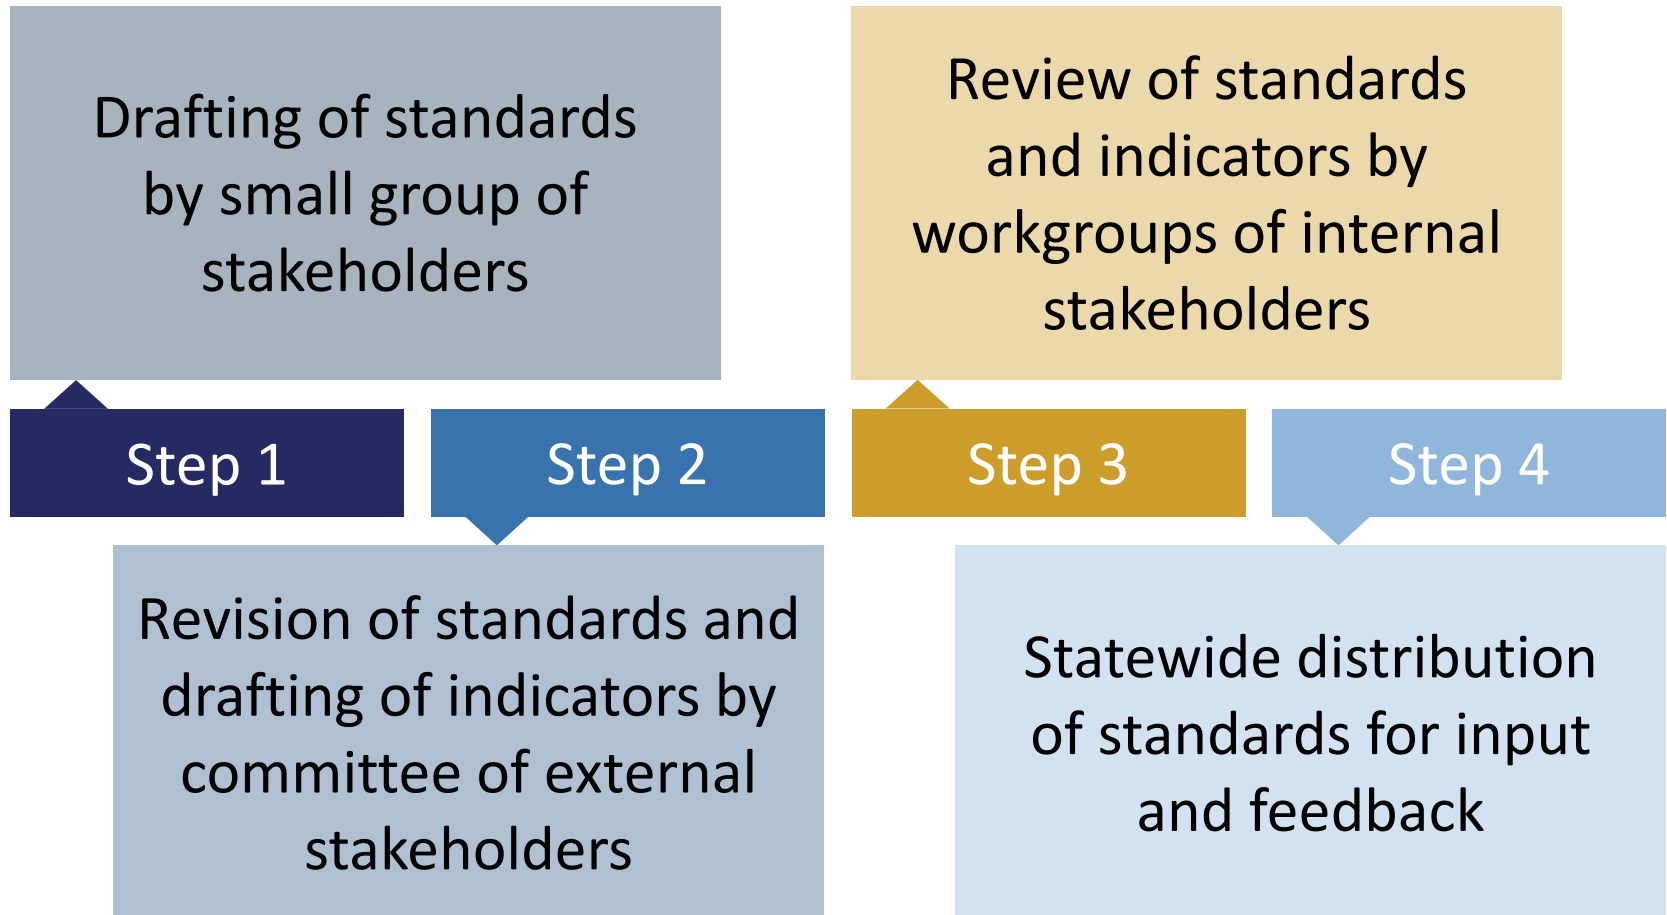 Drafting of standards
by small group of
stakeholders
Step 1
Step 2
Revision of standards and
drafting of indicators by
committee of external
stakeholders
Review of standards
and indicators by
workgroups of internal
stakeholders
Step 3
Step 4
Statewide distribution
of standards for input
and feedback